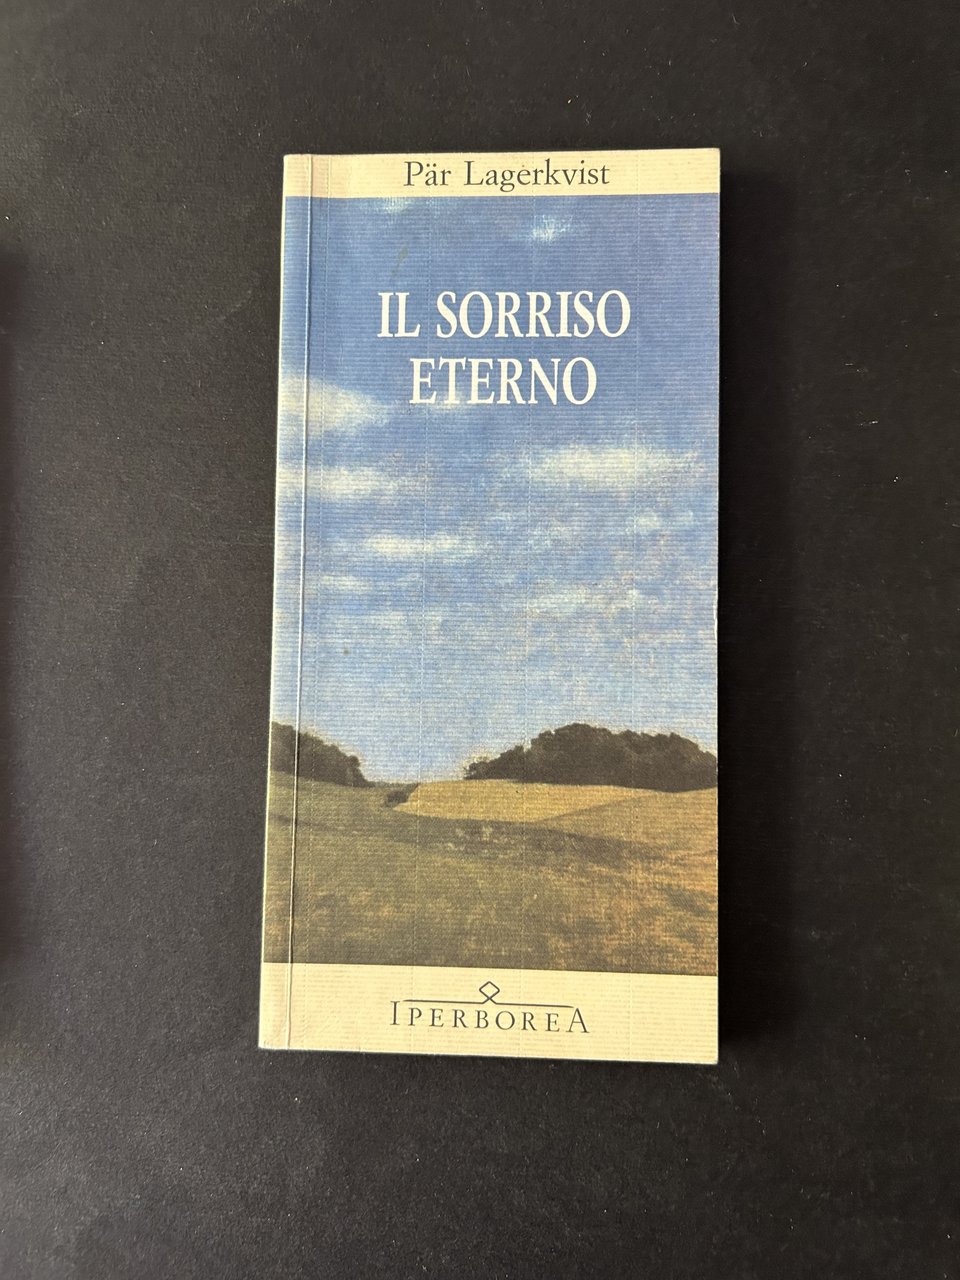 Pär Lagerkvist
IL SORRISO
ETERNO
IPERBOREA